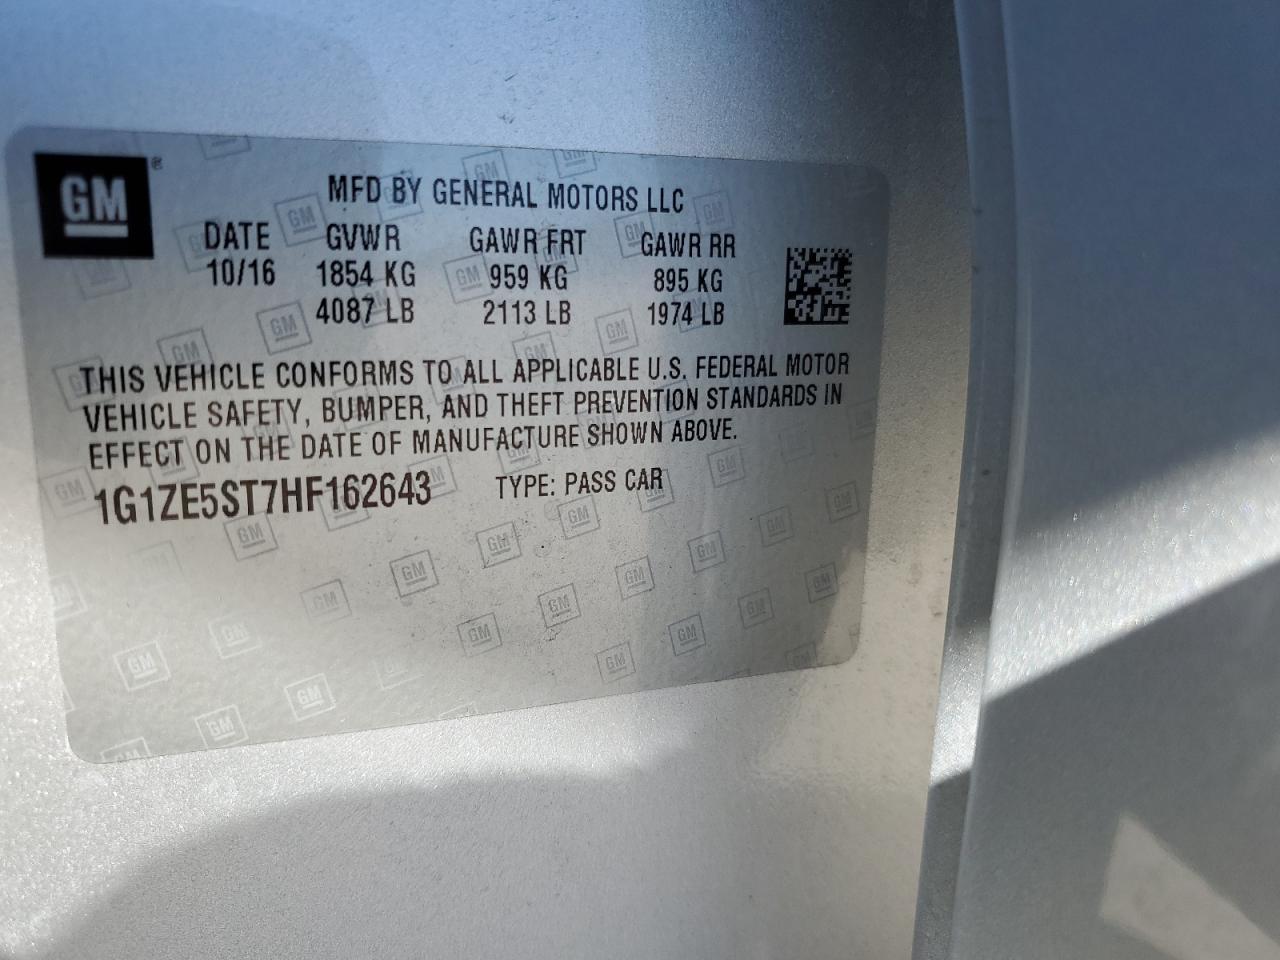 GM®
MFD BY GENERAL MOTORS LLC
DATE GVWR GAWR FRT GAWR RR
10/16 1854 KG 959 KG 895 KG
4087 LB 2113 LB 1974 LB
THIS VEHICLE CONFORMS TO ALL APPLICABLE U.S. FEDERAL MOTOR
VEHICLE SAFETY, BUMPER, AND THEFT PREVENTION STANDARDS IN
EFFECT ON THE DATE OF MANUFACTURE SHOWN ABOVE.
1G1ZE5ST7HF162643 TYPE: PASS CAR